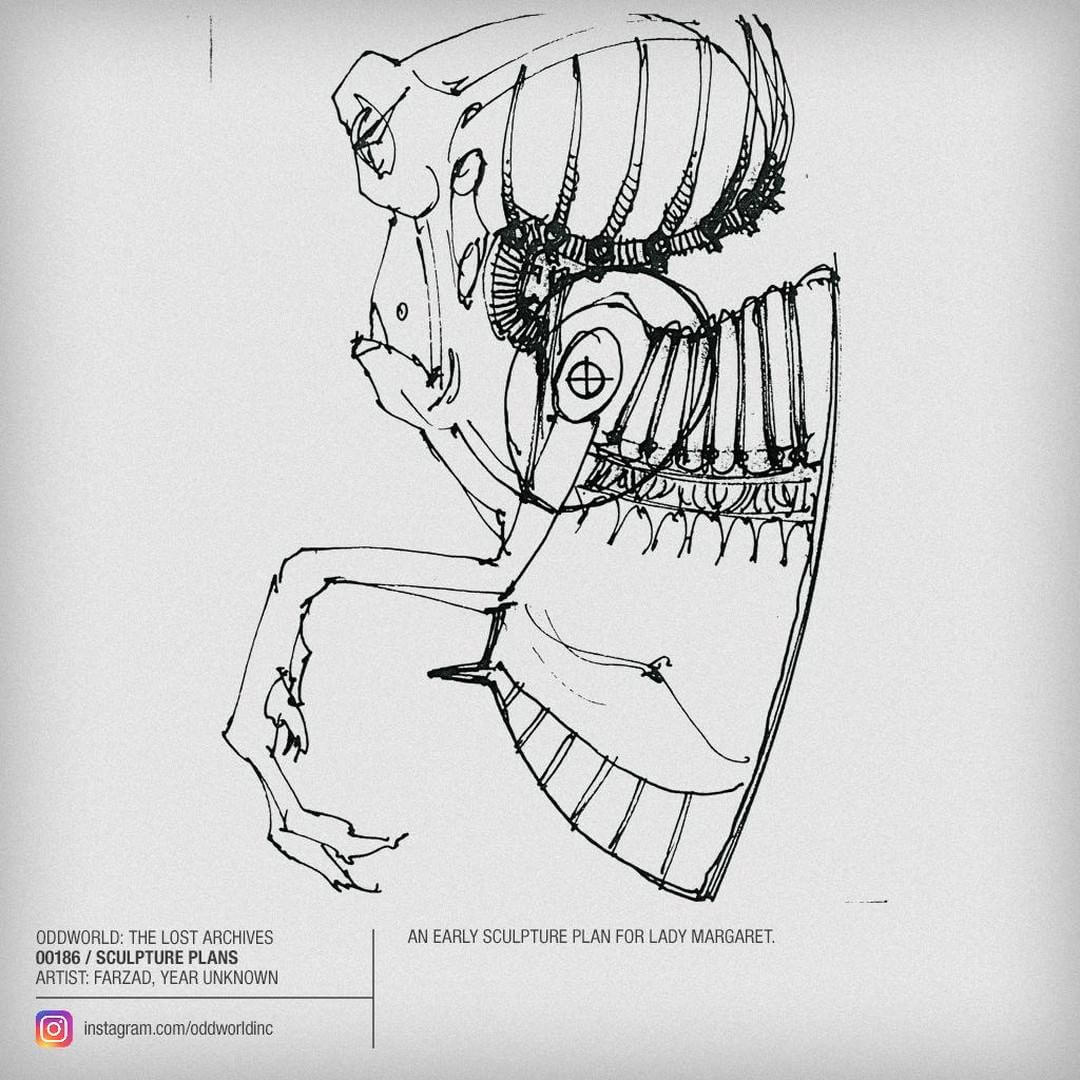 ODDWORLD: THE LOST ARCHIVES
00186 / SCULPTURE PLANS
ARTIST: FARZAD, YEAR UNKNOWN
instagram.com/oddworldinc
AN EARLY SCULPTURE PLAN FOR LADY MARGARET.